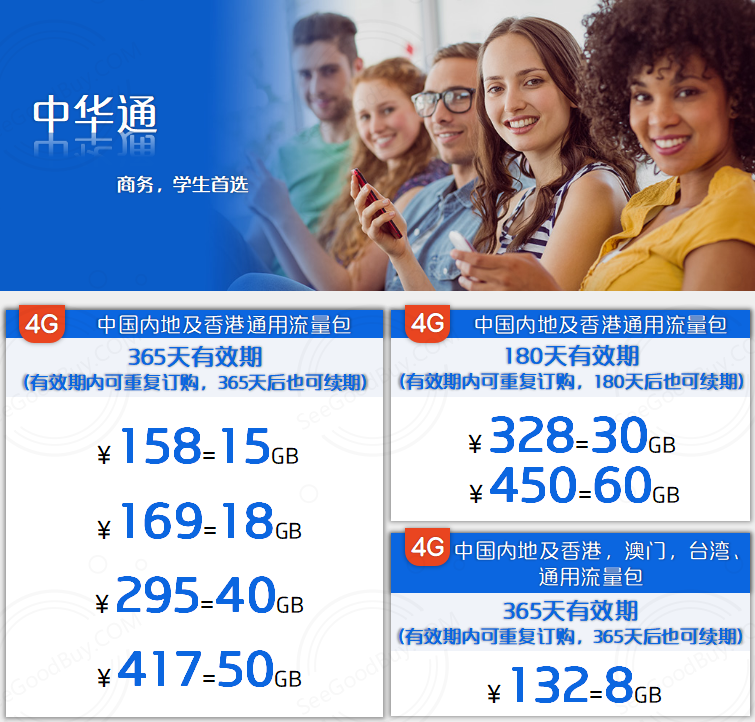 中华通
商务，学生首选
4G
中国内地及香港通用流量包
365天有效期
(有效期内可重复订购，365天后也可续期)
¥ 158=15GB
¥ 169=18GB
¥ 295=40GB
¥ 417=50GB
4G
中国内地及香港通用流量包
180天有效期
(有效期内可重复订购，180天后也可续期)
¥ 328=30GB
¥ 450=60GB
4G
中国内地及香港，澳门，台湾、
通用流量包
365天有效期
(有效期内可重复订购，365天后也可续期)
¥ 132=8GB
SeeGoodBuy.COM